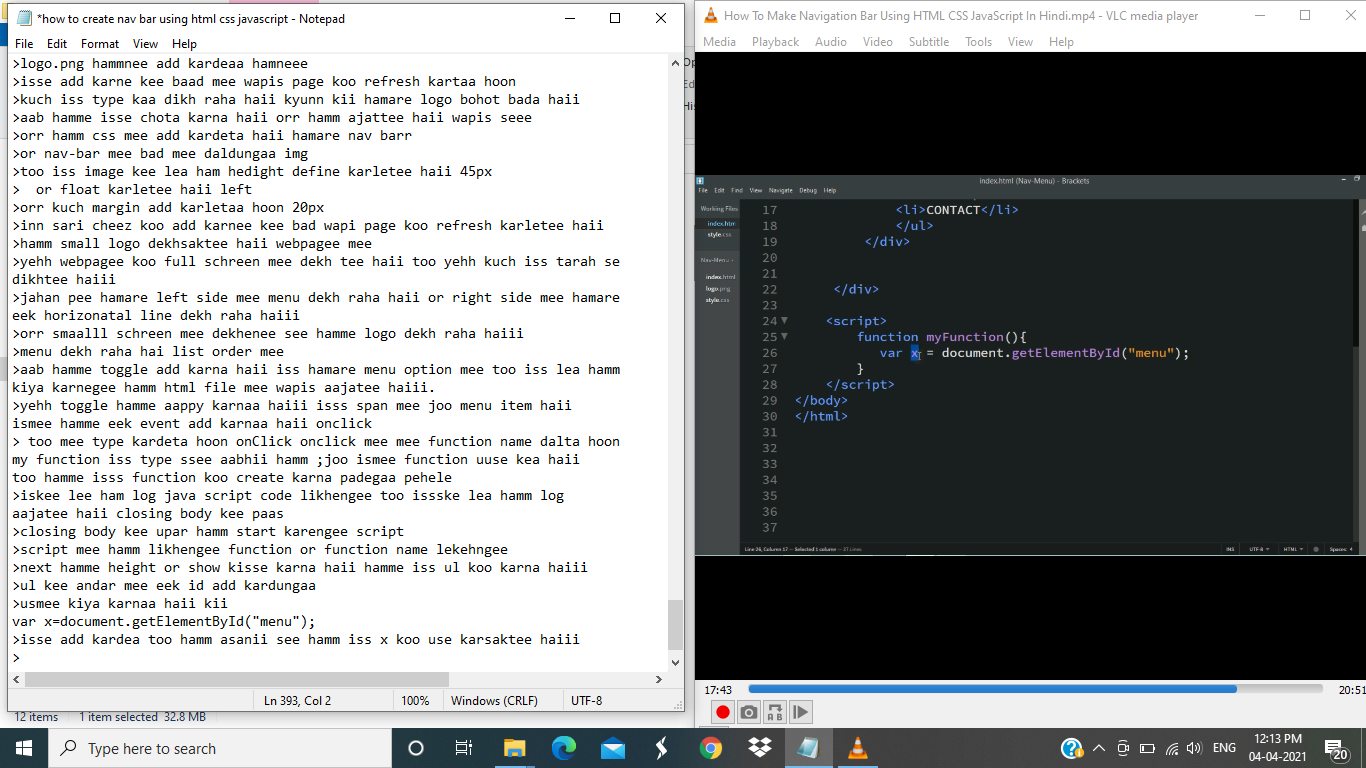 *how to create nav bar using html css javascript - Notepad
File Edit Format View Help
>logo.png hammnee add kardeaa hamneee
>isse add karne kee baad mee wapis page koo refresh kartaa hoon
>kuch iss type kaa dikh raha haii kyunn kii hamare logo bohot bada haii
>aab hamme isse chota karna haii orr hamm ajattee haii wapis seee
>orr hamm css mee add kardeta haii hamare nav barr
>or nav-bar mee bad mee daldungaa img
>too iss image kee lea ham hedight define karletee haii 45px
>  or float karletee haii left
>orr kuch margin add karletaa hoon 20px
>inn sari cheez koo add karnee kee bad wapi page koo refresh karletee haii
>hamm small logo dekhsaktee haii webpagee mee
>yehh webpagee koo full schreen mee dekh tee haii too yehh kuch iss tarah se
dikhtee haiii
>jahan pee hamare left side mee menu dekh raha haii or right side mee hamare
eek horizonatal line dekh raha haiii
>orr smaalll schreen mee dekhenee see hamme logo dekh raha haiii
>menu dekh raha hai list order mee
>aab hamme toggle add karna haii iss hamare menu option mee too iss lea hamm
kiya karnegee hamm html file mee wapis aajatee haiii.
>yehh toggle hamme aappy karnaa haiii isss span mee joo menu item haii
ismee hamme eek event add karnaa haii onclick
> too mee type kardeta hoon onClick onclick mee mee function name dalta hoon
my function iss type ssee aabhii hamm ;joo ismee function uuse kea haii
too hamme isss function koo create karna padegaa pehele
>iskee lee ham log java script code likhengee too issske lea hamm log
aajatee haii closing body kee paas
>closing body kee upar hamm start karengee script
>script mee hamm likhengee function or function name lekehngee
>next hamme height or show kisse karna haii hamme iss ul koo karna haiii
>ul kee andar mee eek id add kardungaa
>usmee kiya karnaa haii kii
var x=document.getElementById("menu");
>isse add kardea too hamm asanii see hamm iss x koo use karsaktee haiii
>
Ln 393, Col 2 100% Windows (CRLF) UTF-8
12 items 1 item selected 32.8 MB
How To Make Navigation Bar Using HTML CSS JavaScript In Hindi.mp4 - VLC media player
Media Playback Audio Video Subtitle Tools View Help
index.html (Nav-Menu) - Brackets
File Edit Find View Navigate Debug Help
Working Files
index.htm
style.css
Nav-Menu
index.html
logo.png
style.css
17 <li>CONTACT</li>
18 </ul>
19 </div>
20
21
22 </div>
23
24 <script>
25 function myFunction(){
26 var x = document.getElementById("menu");
27 }
28 </script>
29 </body>
30 </html>
31
32
33
34
35
36
37
Line 26, Column 17 — Selected 1 column — 37 Lines
INS UTF-8 HTML Spaces: 4
17:43 20:51
Type here to search
ENG
12:13 PM
04-04-2021
20